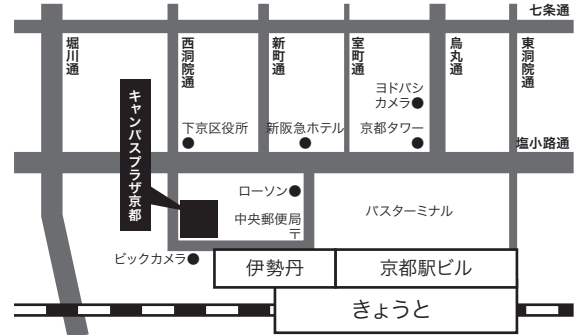 七条通
堀川通
西洞院通
新町通
室町通
烏丸通
東洞院通
ヨドバシ
カメラ
キャンパスプラザ京都
下京区役所
新阪急ホテル
京都タワー
塩小路通
ローソン
中央郵便局
〒
バスターミナル
ビックカメラ
伊勢丹
京都駅ビル
きょうと